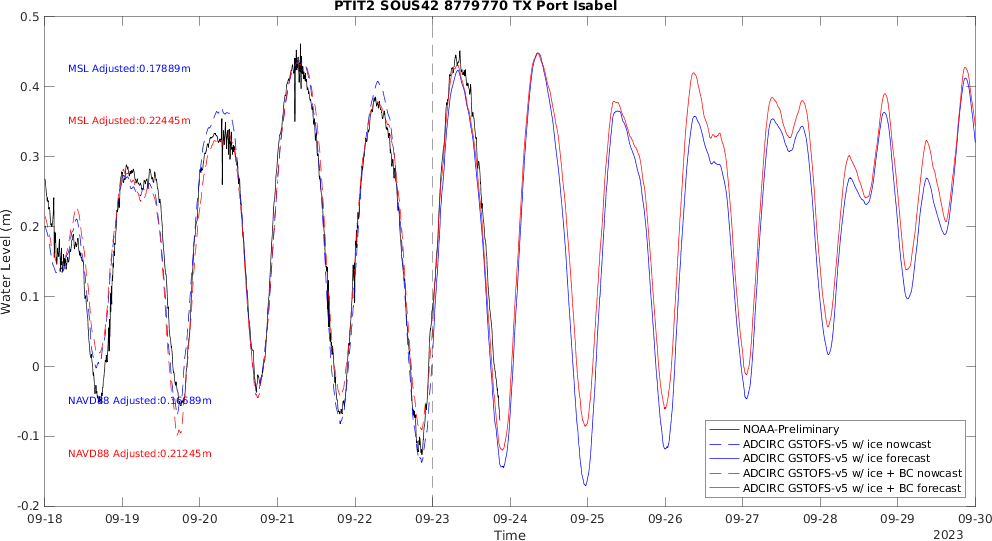 PTIT2 SOUS42 8779770 TX Port Isabel
0.5
0.4
0.3
0.2
0.1
0
-0.1
-0.2
Water Level (m)
MSL Adjusted:0.17889m
MSL Adjusted:0.22445m
NAVD88 Adjusted:0.16689m
NAVD88 Adjusted:0.21245m
NOAA-Preliminary
ADCIRC GSTOFS-v5 w/ ice nowcast
ADCIRC GSTOFS-v5 w/ ice forecast
ADCIRC GSTOFS-v5 w/ ice + BC nowcast
ADCIRC GSTOFS-v5 w/ ice + BC forecast
09-18 09-19 09-20 09-21 09-22 09-23 09-24 09-25 09-26 09-27 09-28 09-29 09-30
Time
2023